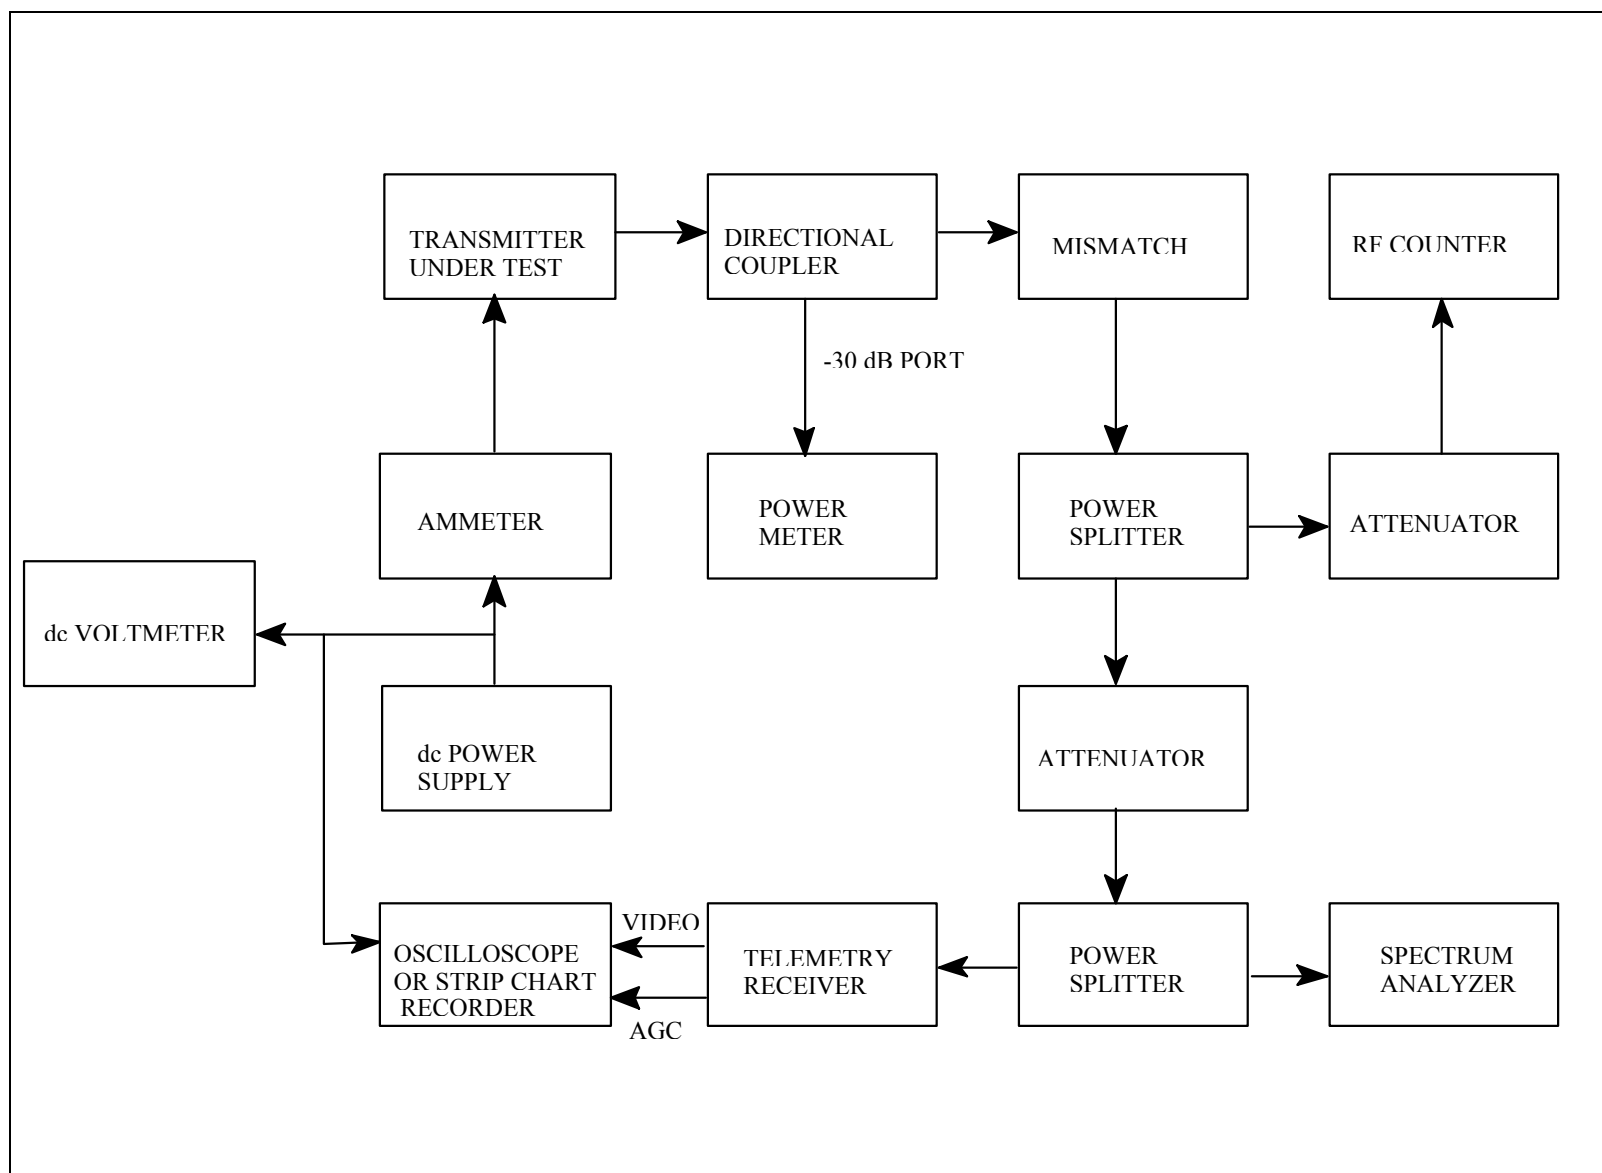 TRANSMITTER
UNDER TEST
DIRECTIONAL
COUPLER
MISMATCH
RF COUNTER
-30 dB PORT
AMMETER
POWER
METER
POWER
SPLITTER
ATTENUATOR
dc VOLTMETER
dc POWER
SUPPLY
ATTENUATOR
OSCILLOSCOPE
OR STRIP CHART
RECORDER
VIDEO
AGC
TELEMETRY
RECEIVER
POWER
SPLITTER
SPECTRUM
ANALYZER